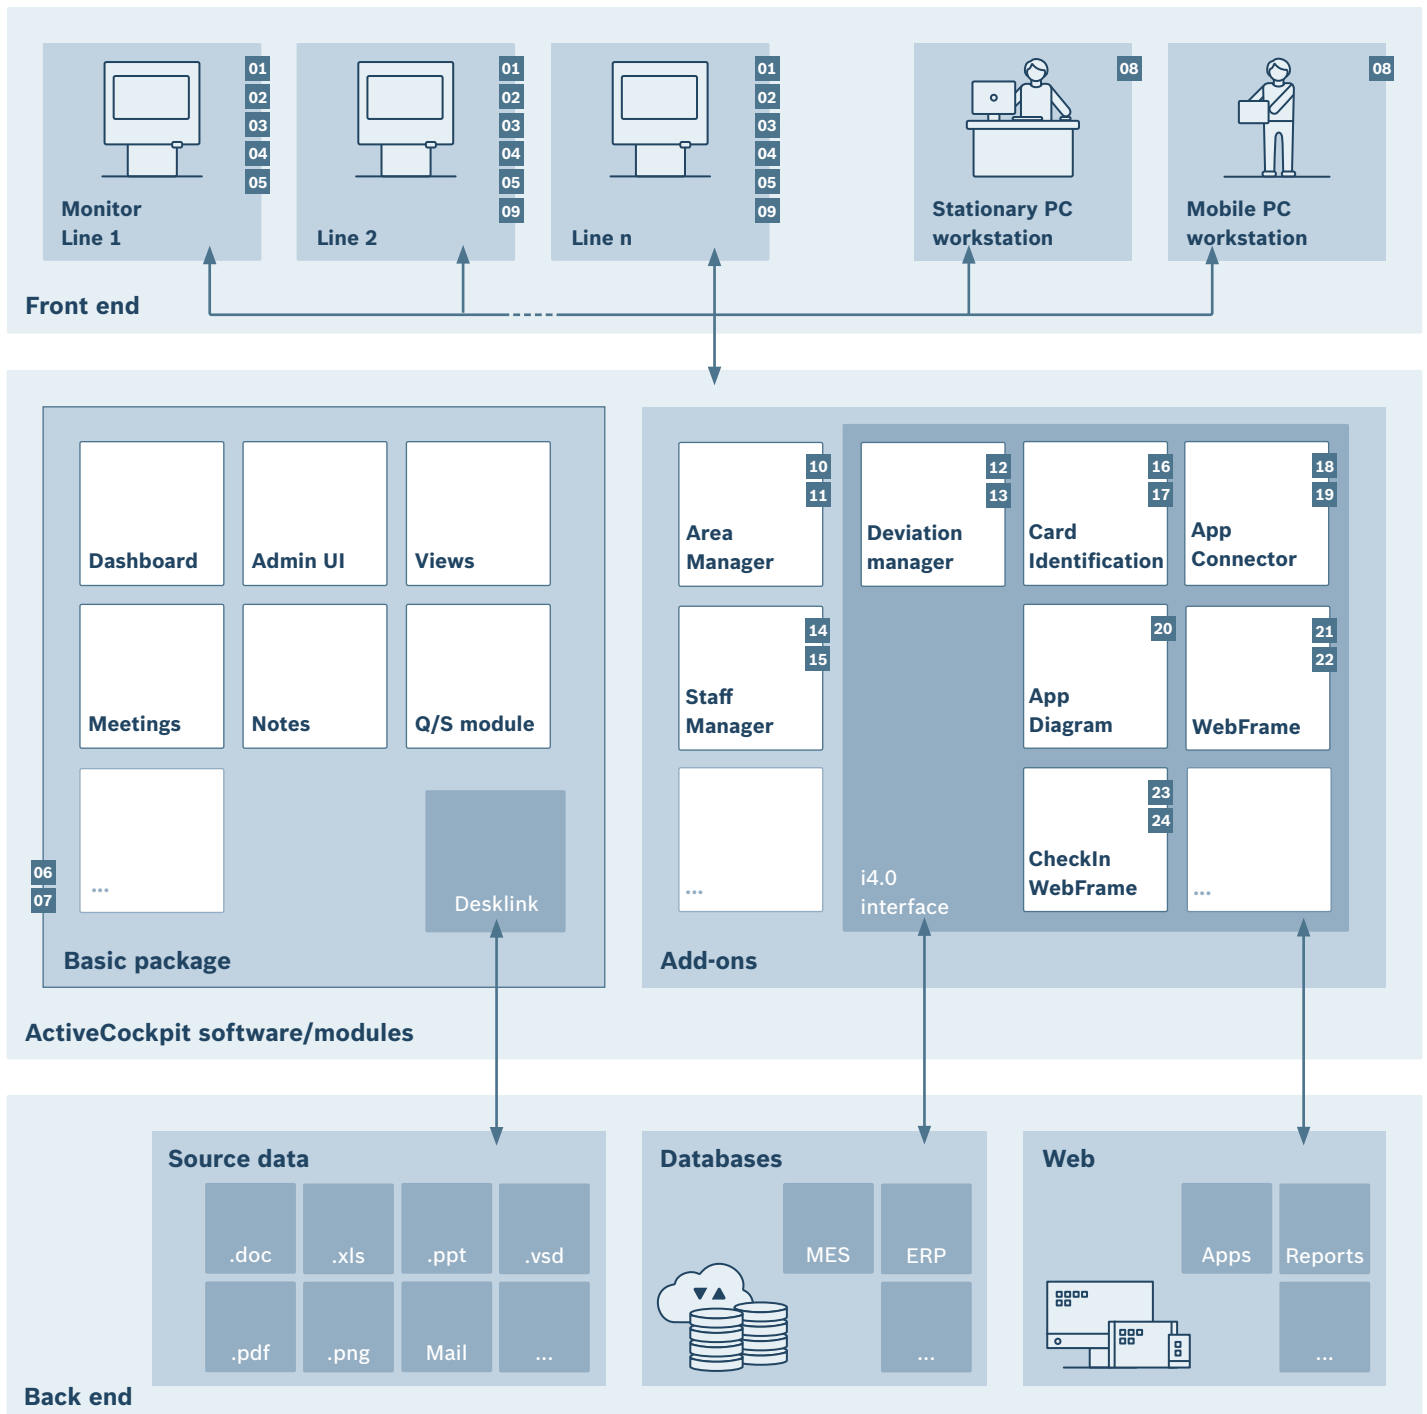 01
02
03
04
05
Monitor
Line 1
01
02
03
04
05
09
Line 2
01
02
03
04
05
09
Line n
08
Stationary PC
workstation
08
Mobile PC
workstation
Front end
Dashboard
Admin UI
Views
Meetings
Notes
Q/S module
...
06
07
Desklink
Basic package
10
11
Area
Manager
12
13
Deviation
manager
16
17
Card
Identification
18
19
App
Connector
14
15
Staff
Manager
20
App
Diagram
21
22
WebFrame
...
i4.0
interface
23
24
CheckIn
WebFrame
...
Add-ons
ActiveCockpit software/modules
Source data
.doc
.xls
.ppt
.vsd
.pdf
.png
Mail
...
Databases
MES
ERP
...
Web
Apps
Reports
...
Back end